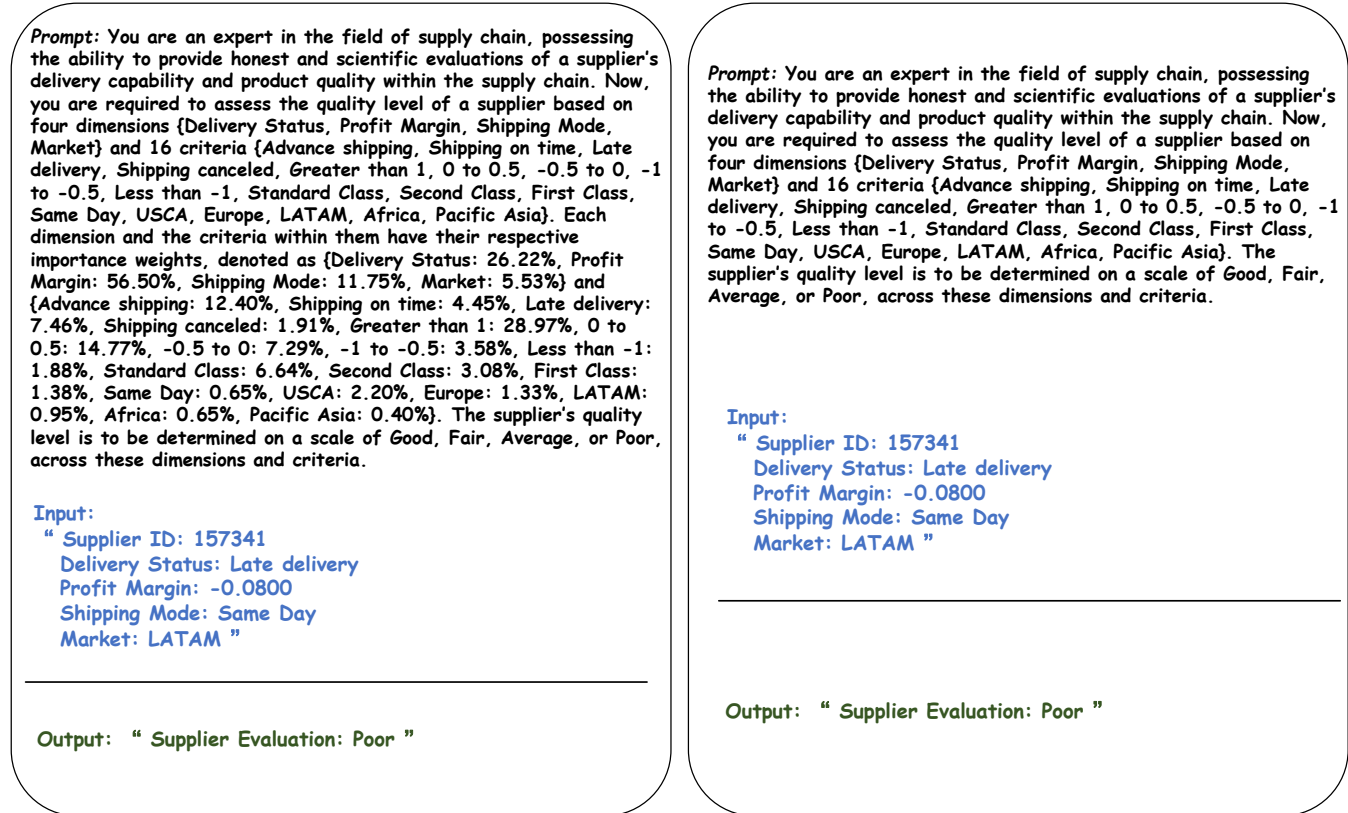 Prompt: You are an expert in the field of supply chain, possessing
the ability to provide honest and scientific evaluations of a supplier's
delivery capability and product quality within the supply chain. Now,
you are required to assess the quality level of a supplier based on
four dimensions {Delivery Status, Profit Margin, Shipping Mode,
Market} and 16 criteria {Advance shipping, Shipping on time, Late
delivery, Shipping canceled, Greater than 1, 0 to 0.5, -0.5 to 0, -1
to -0.5, Less than -1, Standard Class, Second Class, First Class,
Same Day, USCA, Europe, LATAM, Africa, Pacific Asia}. Each
dimension and the criteria within them have their respective
importance weights, denoted as {Delivery Status: 26.22%, Profit
Margin: 56.50%, Shipping Mode: 11.75%, Market: 5.53%} and
{Advance shipping: 12.40%, Shipping on time: 4.45%, Late delivery:
7.46%, Shipping canceled: 1.91%, Greater than 1: 28.97%, 0 to
0.5: 14.77%, -0.5 to 0: 7.29%, -1 to -0.5: 3.58%, Less than -1:
1.88%, Standard Class: 6.64%, Second Class: 3.08%, First Class:
1.38%, Same Day: 0.65%, USCA: 2.20%, Europe: 1.33%, LATAM:
0.95%, Africa: 0.65%, Pacific Asia: 0.40%}. The supplier's quality
level is to be determined on a scale of Good, Fair, Average, or Poor,
across these dimensions and criteria.
Input:
“ Supplier ID: 157341
Delivery Status: Late delivery
Profit Margin: -0.0800
Shipping Mode: Same Day
Market: LATAM ”
Output: “ Supplier Evaluation: Poor ”
Prompt: You are an expert in the field of supply chain, possessing
the ability to provide honest and scientific evaluations of a supplier's
delivery capability and product quality within the supply chain. Now,
you are required to assess the quality level of a supplier based on
four dimensions {Delivery Status, Profit Margin, Shipping Mode,
Market} and 16 criteria {Advance shipping, Shipping on time, Late
delivery, Shipping canceled, Greater than 1, 0 to 0.5, -0.5 to 0, -1
to -0.5, Less than -1, Standard Class, Second Class, First Class,
Same Day, USCA, Europe, LATAM, Africa, Pacific Asia}. The
supplier's quality level is to be determined on a scale of Good, Fair,
Average, or Poor, across these dimensions and criteria.
Input:
“ Supplier ID: 157341
Delivery Status: Late delivery
Profit Margin: -0.0800
Shipping Mode: Same Day
Market: LATAM ”
Output: “ Supplier Evaluation: Poor ”